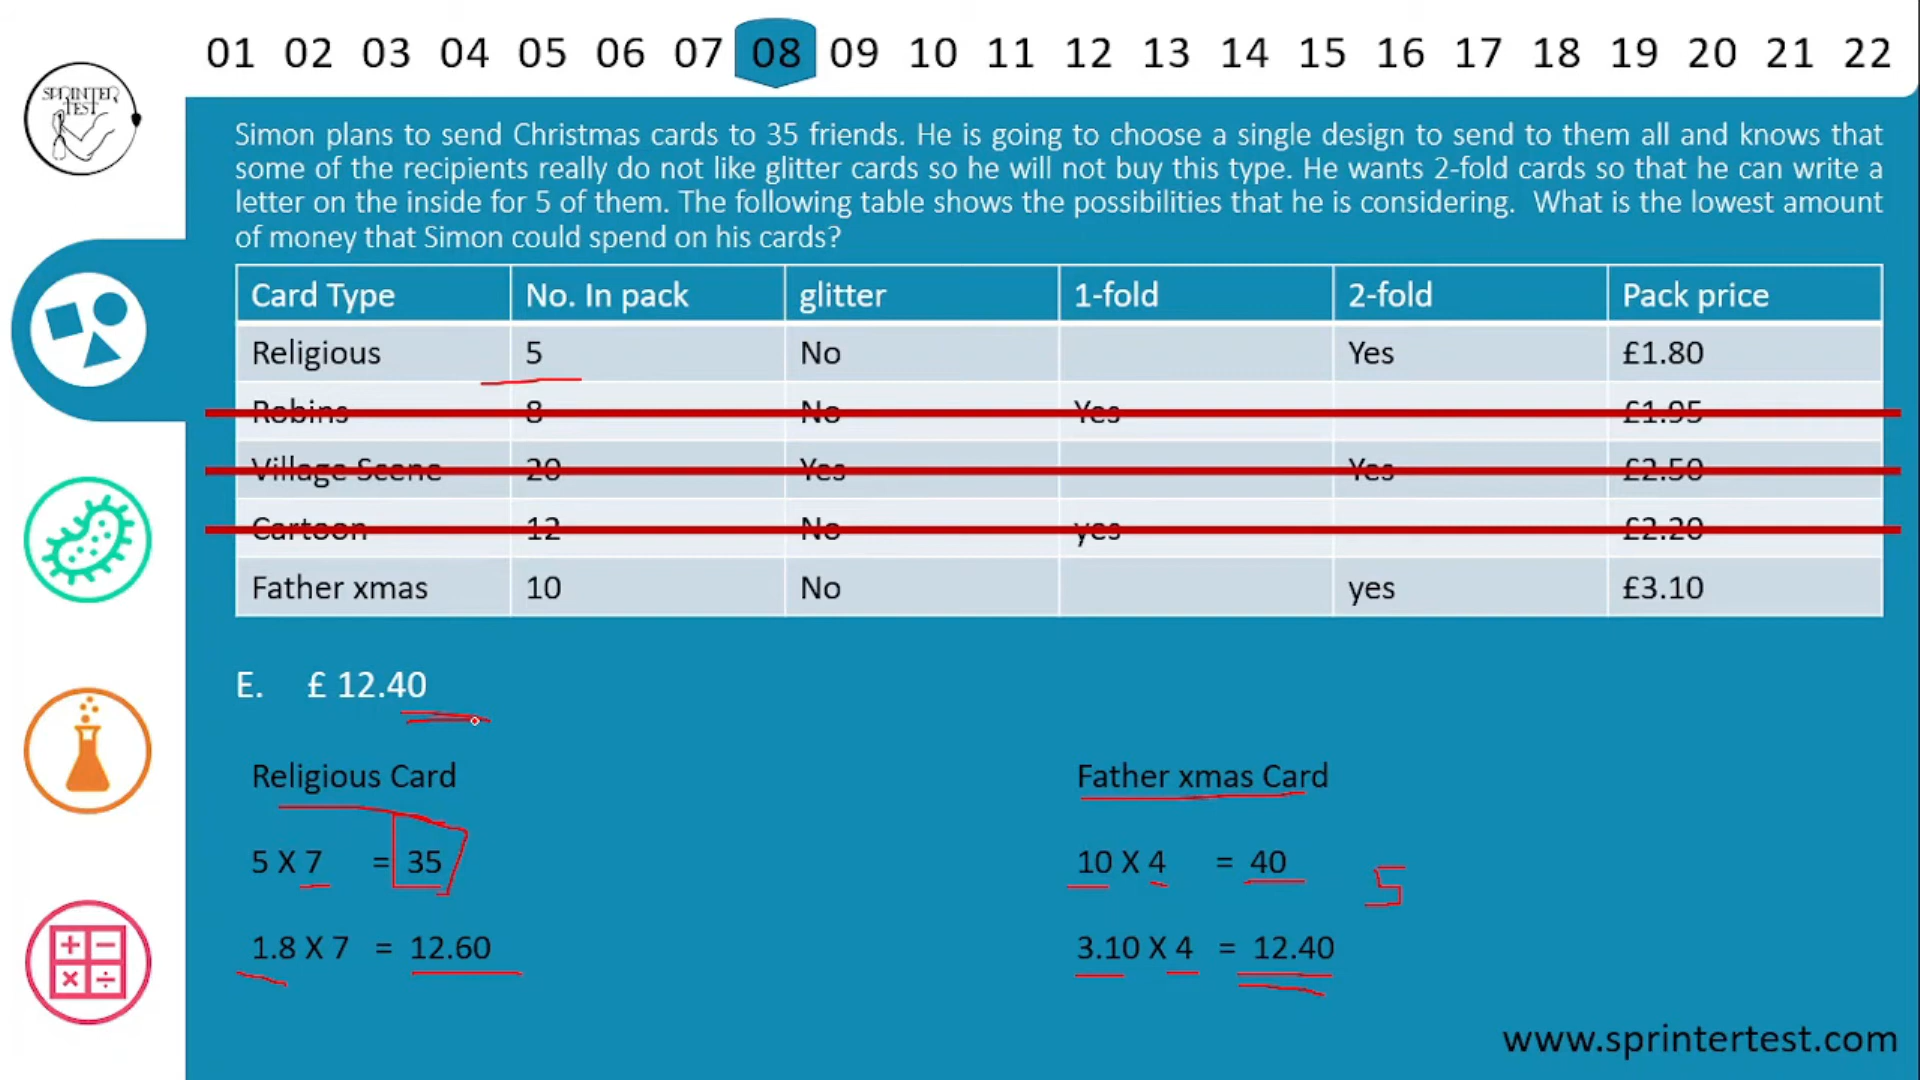 01 02 03 04 05 06 07 08 09 10 11 12 13 14 15 16 17 18 19 20 21 22
SPRINTER
TEST
Simon plans to send Christmas cards to 35 friends. He is going to choose a single design to send to them all and knows that
some of the recipients really do not like glitter cards so he will not buy this type. He wants 2-fold cards so that he can write a
letter on the inside for 5 of them. The following table shows the possibilities that he is considering. What is the lowest amount
of money that Simon could spend on his cards?
Card Type No. In pack glitter 1-fold 2-fold Pack price
Religious 5 No Yes £1.80
Robins 8 No Yes £1.95
Village Scene 20 Yes Yes £2.50
Cartoon 12 No yes £2.20
Father xmas 10 No yes £3.10
E. £ 12.40
Religious Card Father xmas Card
5 X 7 = 35 10 X 4 = 40 5
1.8 X 7 = 12.60 3.10 X 4 = 12.40
www.sprintertest.com